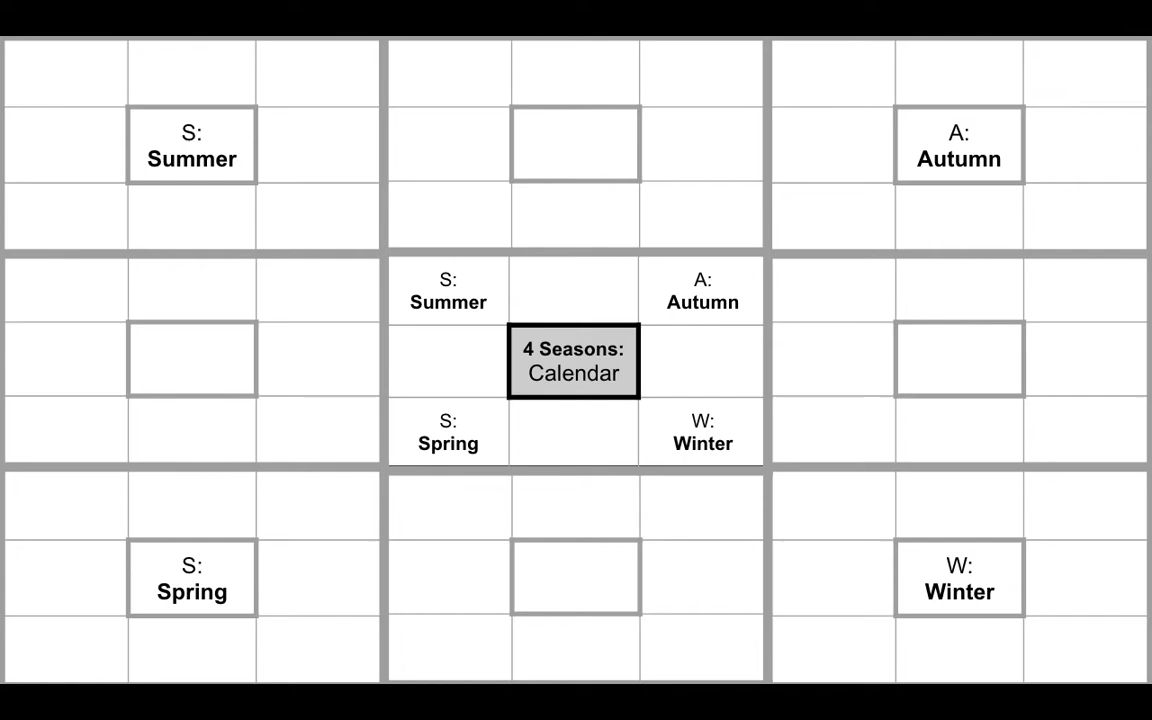 S:
Summer
A:
Autumn
S:
Summer
A:
Autumn
4 Seasons:
Calendar
S:
Spring
W:
Winter
S:
Spring
W:
Winter